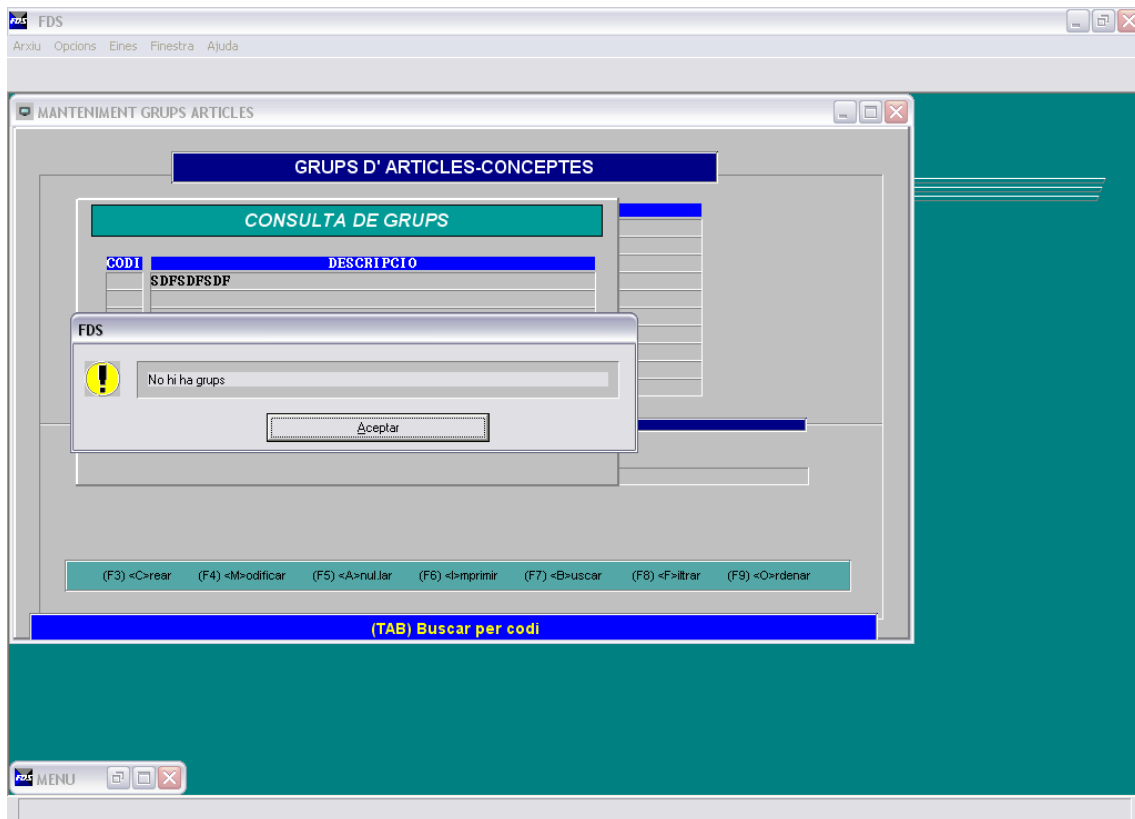 FDS FDS
Arxiu Opcions Eines Finestra Ajuda
MANTENIMENT GRUPS ARTICLES
GRUPS D' ARTICLES-CONCEPTES
CONSULTA DE GRUPS
CODI DESCRIPCIO
SDFSDFSDF
FDS
No hi ha grups
Aceptar
(F3) <C>rear (F4) <M>odificar (F5) <A>nul.lar (F6) <I>mprimir (F7) <B>uscar (F8) <F>iltrar (F9) <O>rdenar
(TAB) Buscar per codi
FDS MENU